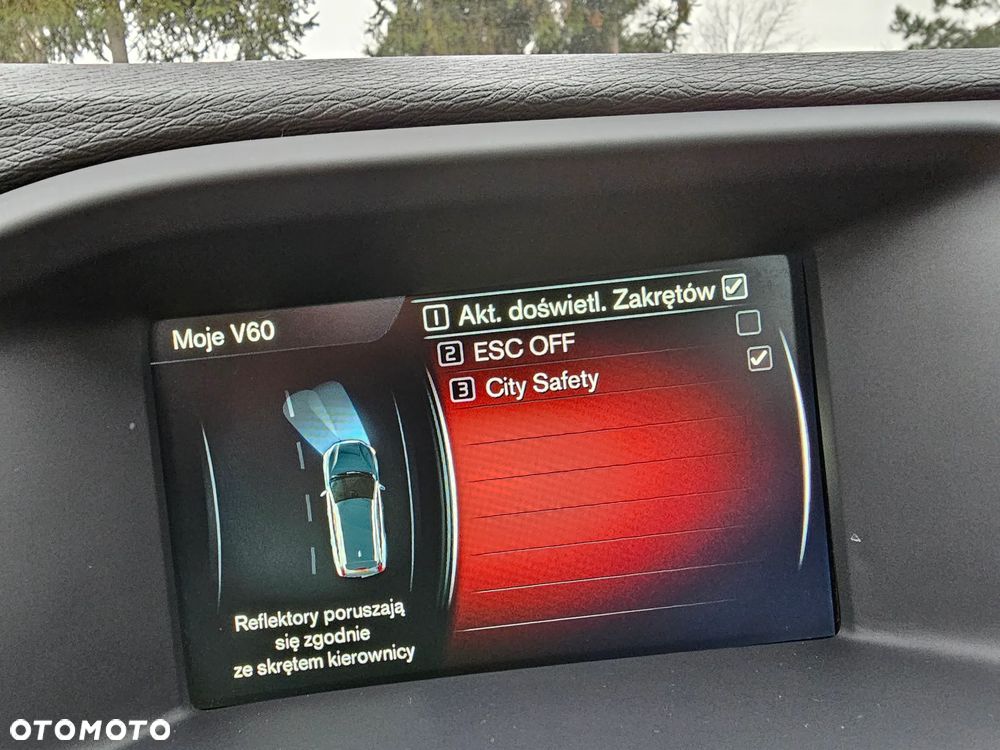 Moje V60
1 Akt. doświetl. Zakrętów
2 ESC OFF
3 City Safety
Reflektory poruszają
się zgodnie
ze skrętem kierownicy
OTOMOTO